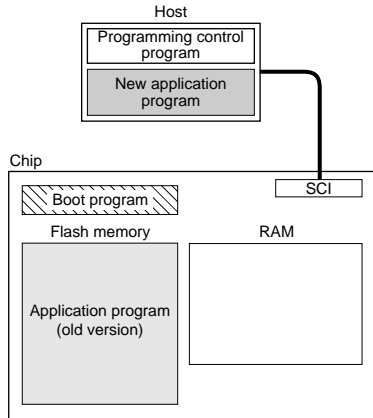 Host
Programming control
program
New application
program
Chip
SCI
Boot program
Flash memory
RAM
Application program
(old version)